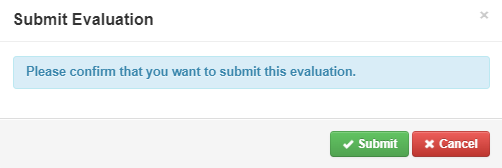 Submit Evaluation
×
Please confirm that you want to submit this evaluation.
✔ Submit ✖ Cancel